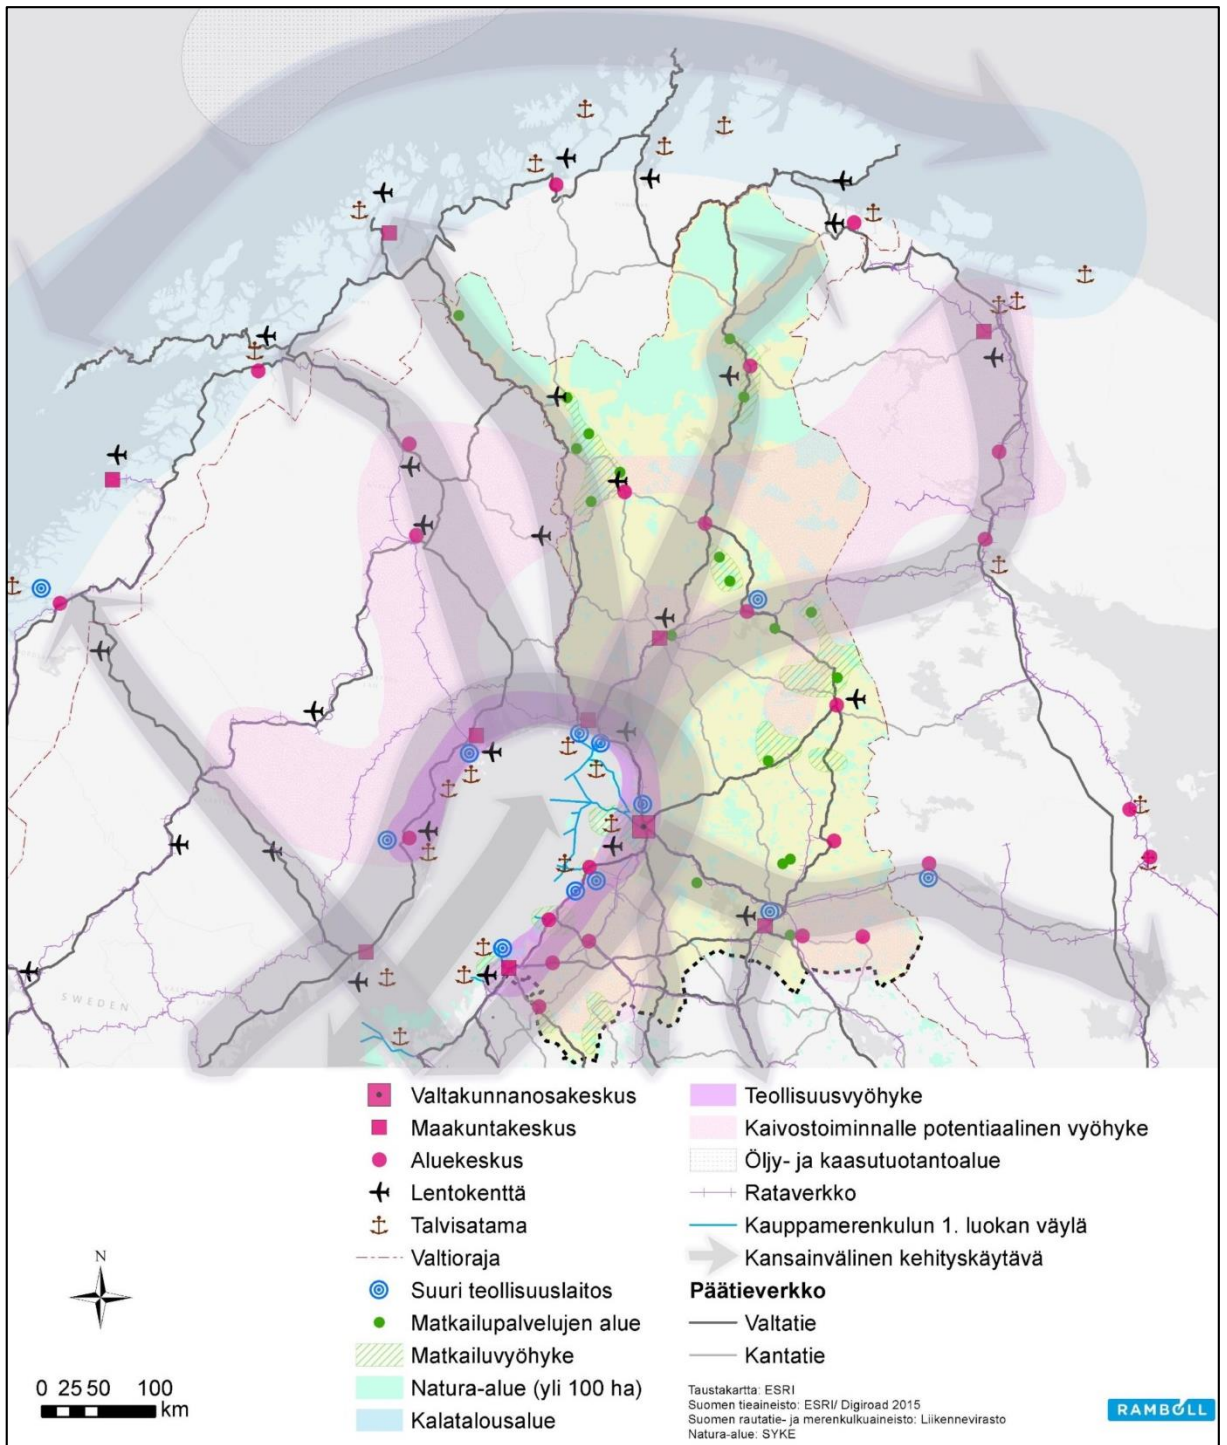 SWEDEN
Valtakunnanosakeskus
Maakuntakeskus
Aluekeskus
Lentokenttä
Talvisatama
Valtioraja
Suuri teollisuuslaitos
Matkailupalvelujen alue
Matkailuvyöhyke
Natura-alue (yli 100 ha)
Kalatalousalue
Teollisuusvyöhyke
Kaivostoiminnalle potentiaalinen vyöhyke
Öljy- ja kaasutuotantoalue
Rataverkko
Kauppamerenkulun 1. luokan väylä
Kansainvälinen kehityskäytävä
Päätieverkko
Valtatie
Kantatie
N
0 25 50 100
km
Taustakartta: ESRI
Suomen tieaineisto: ESRI/ Digiroad 2015
Suomen rautatie- ja merenkulkuaineisto: Liikennevirasto
Natura-alue: SYKE
RAMBOLL